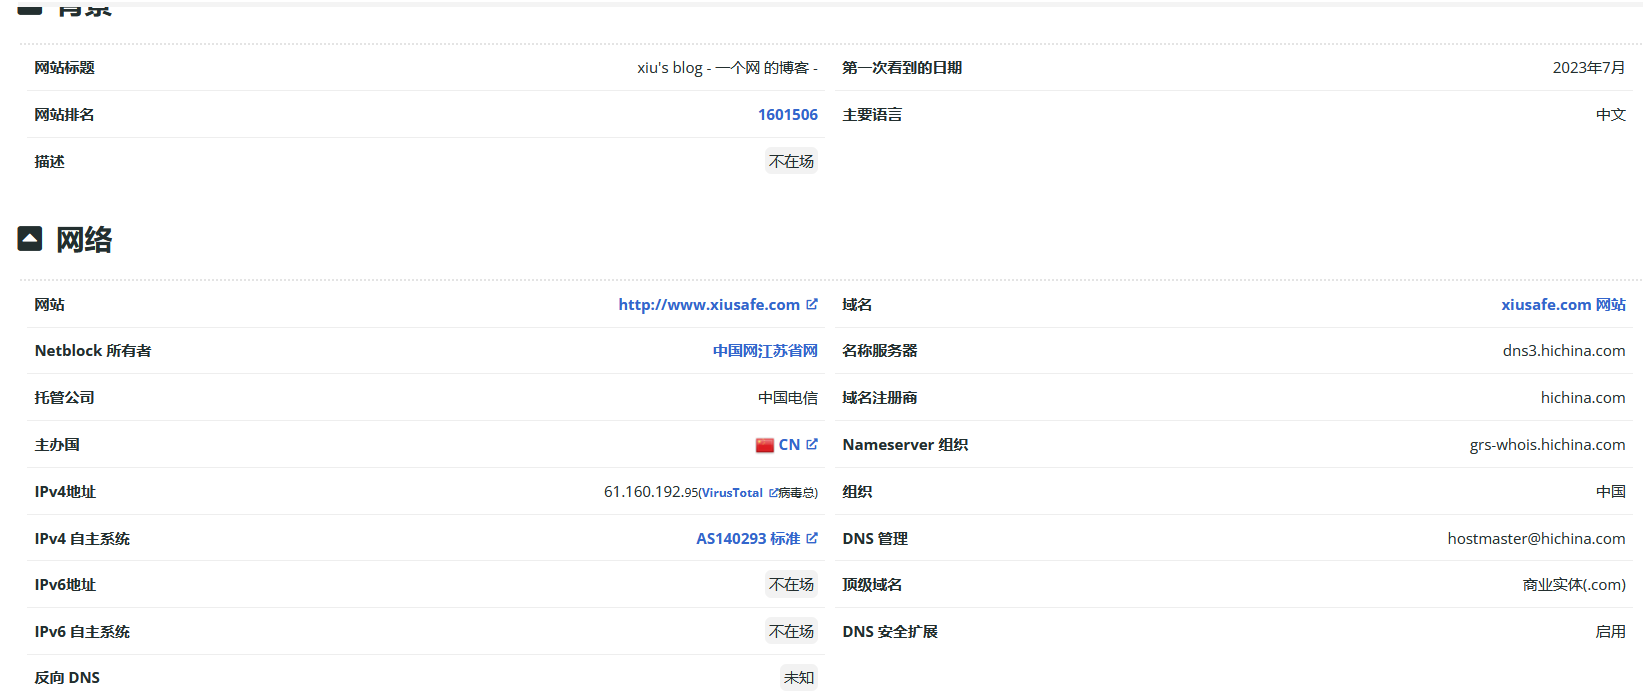 背景
网站标题 xiu's blog - 一个网 的博客 - 第一次看到的日期 2023年7月
网站排名 1601506 主要语言 中文
描述 不在场
网络
网站 http://www.xiusafe.com 域名 xiusafe.com 网站
Netblock 所有者 中国网江苏省网 名称服务器 dns3.hichina.com
托管公司 中国电信 域名注册商 hichina.com
主办国 CN Nameserver 组织 grs-whois.hichina.com
IPv4地址 61.160.192.95(VirusTotal 病毒总) 组织 中国
IPv4 自主系统 AS140293 标准 DNS 管理 hostmaster@hichina.com
IPv6地址 不在场 顶级域名 商业实体(.com)
IPv6 自主系统 不在场 DNS 安全扩展 启用
反向 DNS 未知